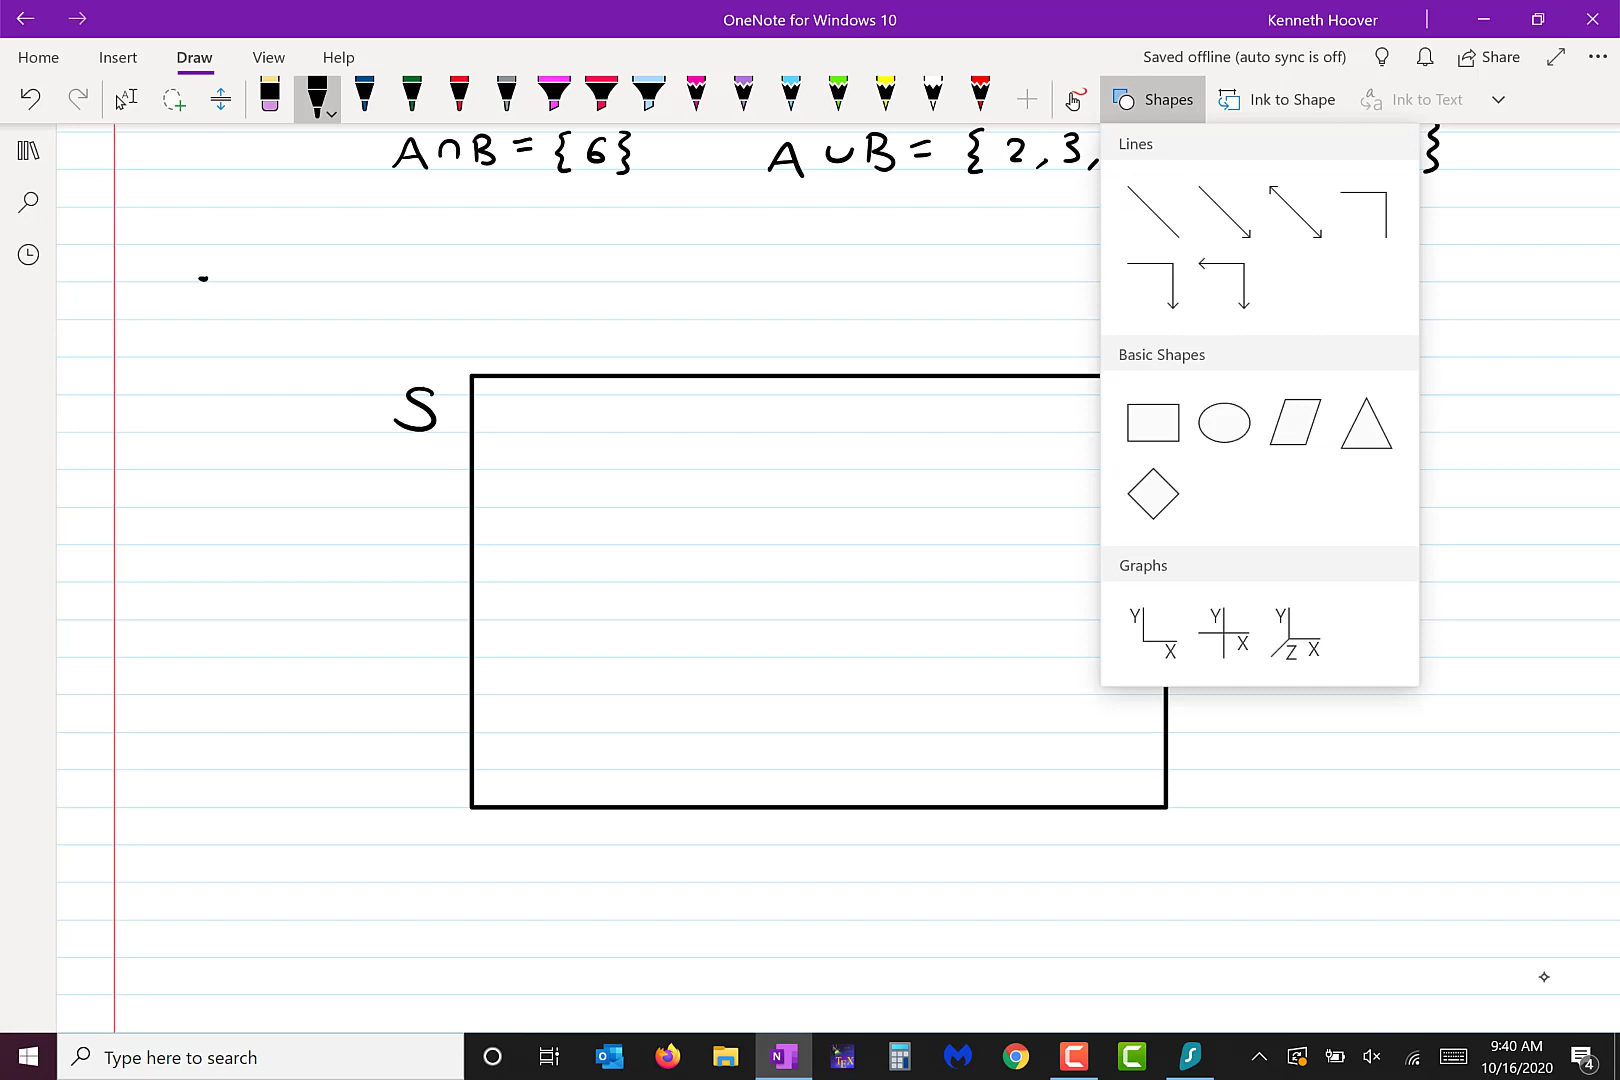 OneNote for Windows 10
Kenneth Hoover
Home Insert Draw View Help
Saved offline (auto sync is off)
Share
Shapes
Ink to Shape
Ink to Text
A∩B = {6}
A ∪ B = { 2, 3, }
Lines
S
Basic Shapes
Graphs
Y X
Y X
Y Z X
Type here to search
9:40 AM
10/16/2020
4